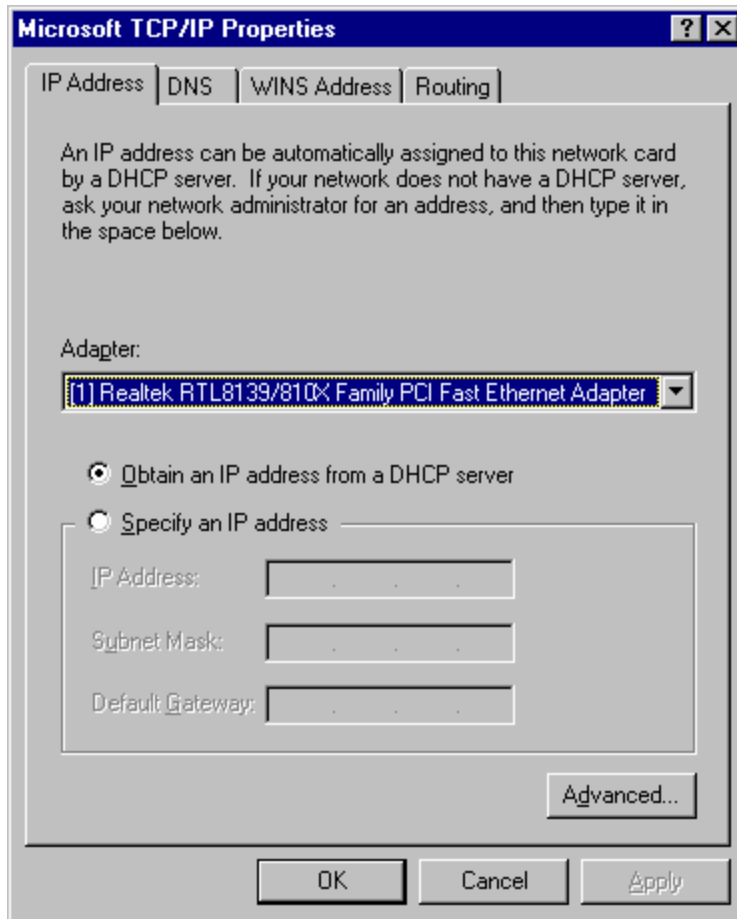 Microsoft TCP/IP Properties
IP Address DNS WINS Address Routing
An IP address can be automatically assigned to this network card
by a DHCP server. If your network does not have a DHCP server,
ask your network administrator for an address, and then type it in
the space below.
Adapter:
[1] Realtek RTL8139/810X Family PCI Fast Ethernet Adapter
Obtain an IP address from a DHCP server
Specify an IP address
IP Address: . . .
Subnet Mask: . . .
Default Gateway: . . .
Advanced...
OK Cancel Apply